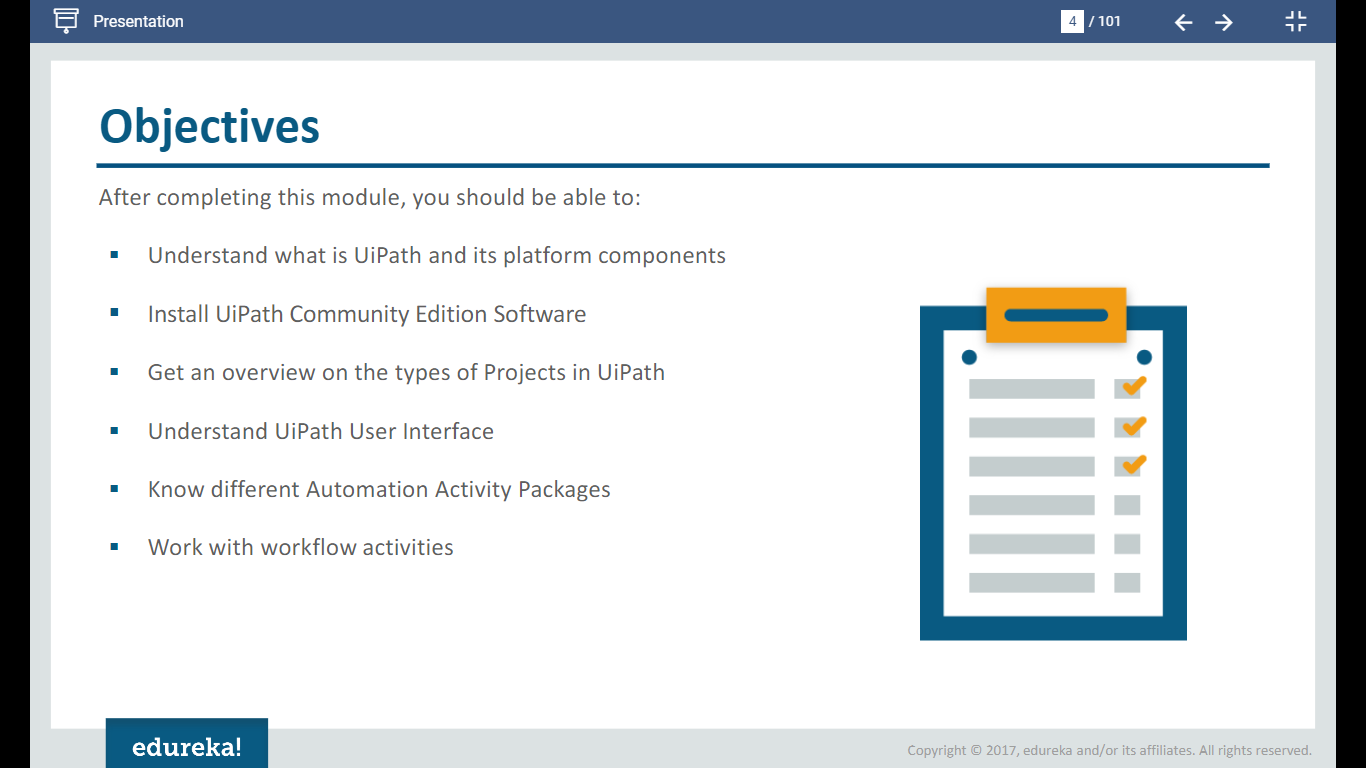 Presentation
4 / 101
Objectives
After completing this module, you should be able to:
▪ Understand what is UiPath and its platform components
▪ Install UiPath Community Edition Software
▪ Get an overview on the types of Projects in UiPath
▪ Understand UiPath User Interface
▪ Know different Automation Activity Packages
▪ Work with workflow activities
edureka!
Copyright © 2017, edureka and/or its affiliates. All rights reserved.